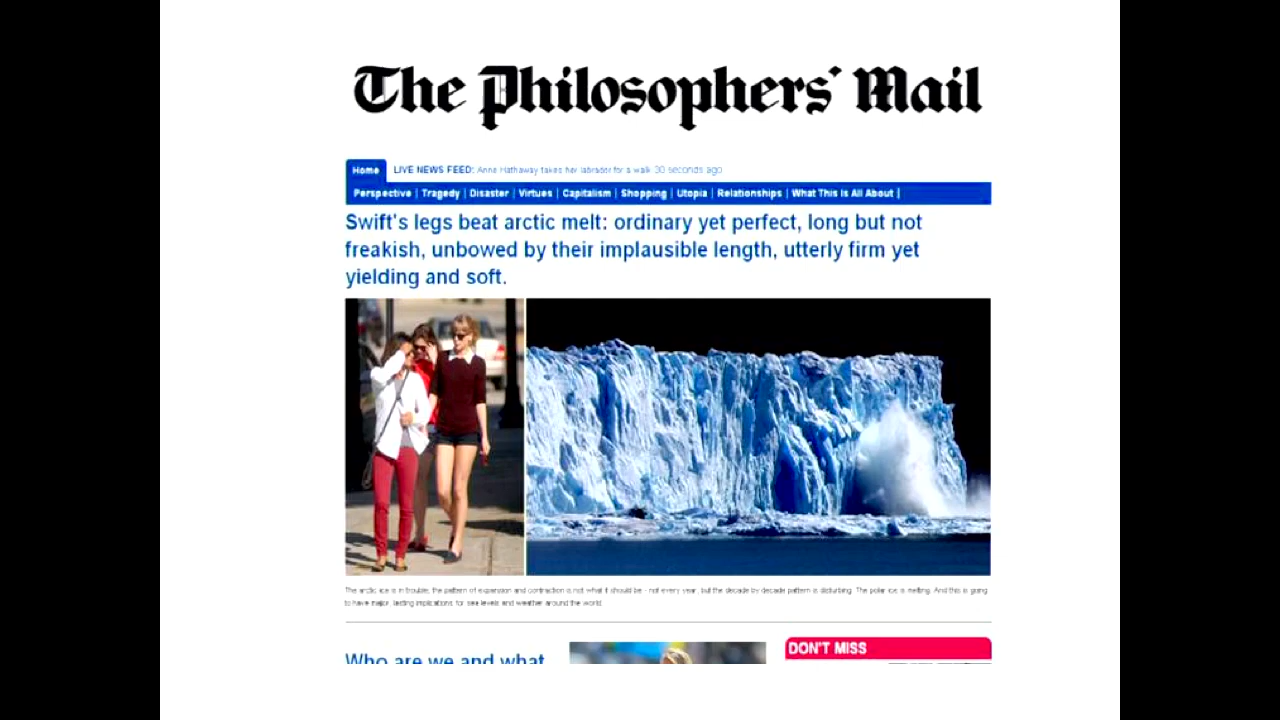 The Philosophers' Mail
Home LIVE NEWS FEED: Anne Hathaway takes her labrador for a walk 30 seconds ago
Perspective | Tragedy | Disaster | Virtues | Capitalism | Shopping | Utopia | Relationships | What This Is All About |
Swift's legs beat arctic melt: ordinary yet perfect, long but not
freakish, unbowed by their implausible length, utterly firm yet
yielding and soft.
The arctic ice is in trouble; the pattern of expansion and contraction is not what it should be - not every year, but the decade by decade pattern is disturbing. The polar ice is melting. And this is going
to have major, lasting implications for sea levels and weather around the world.
Who are we and what
DON'T MISS